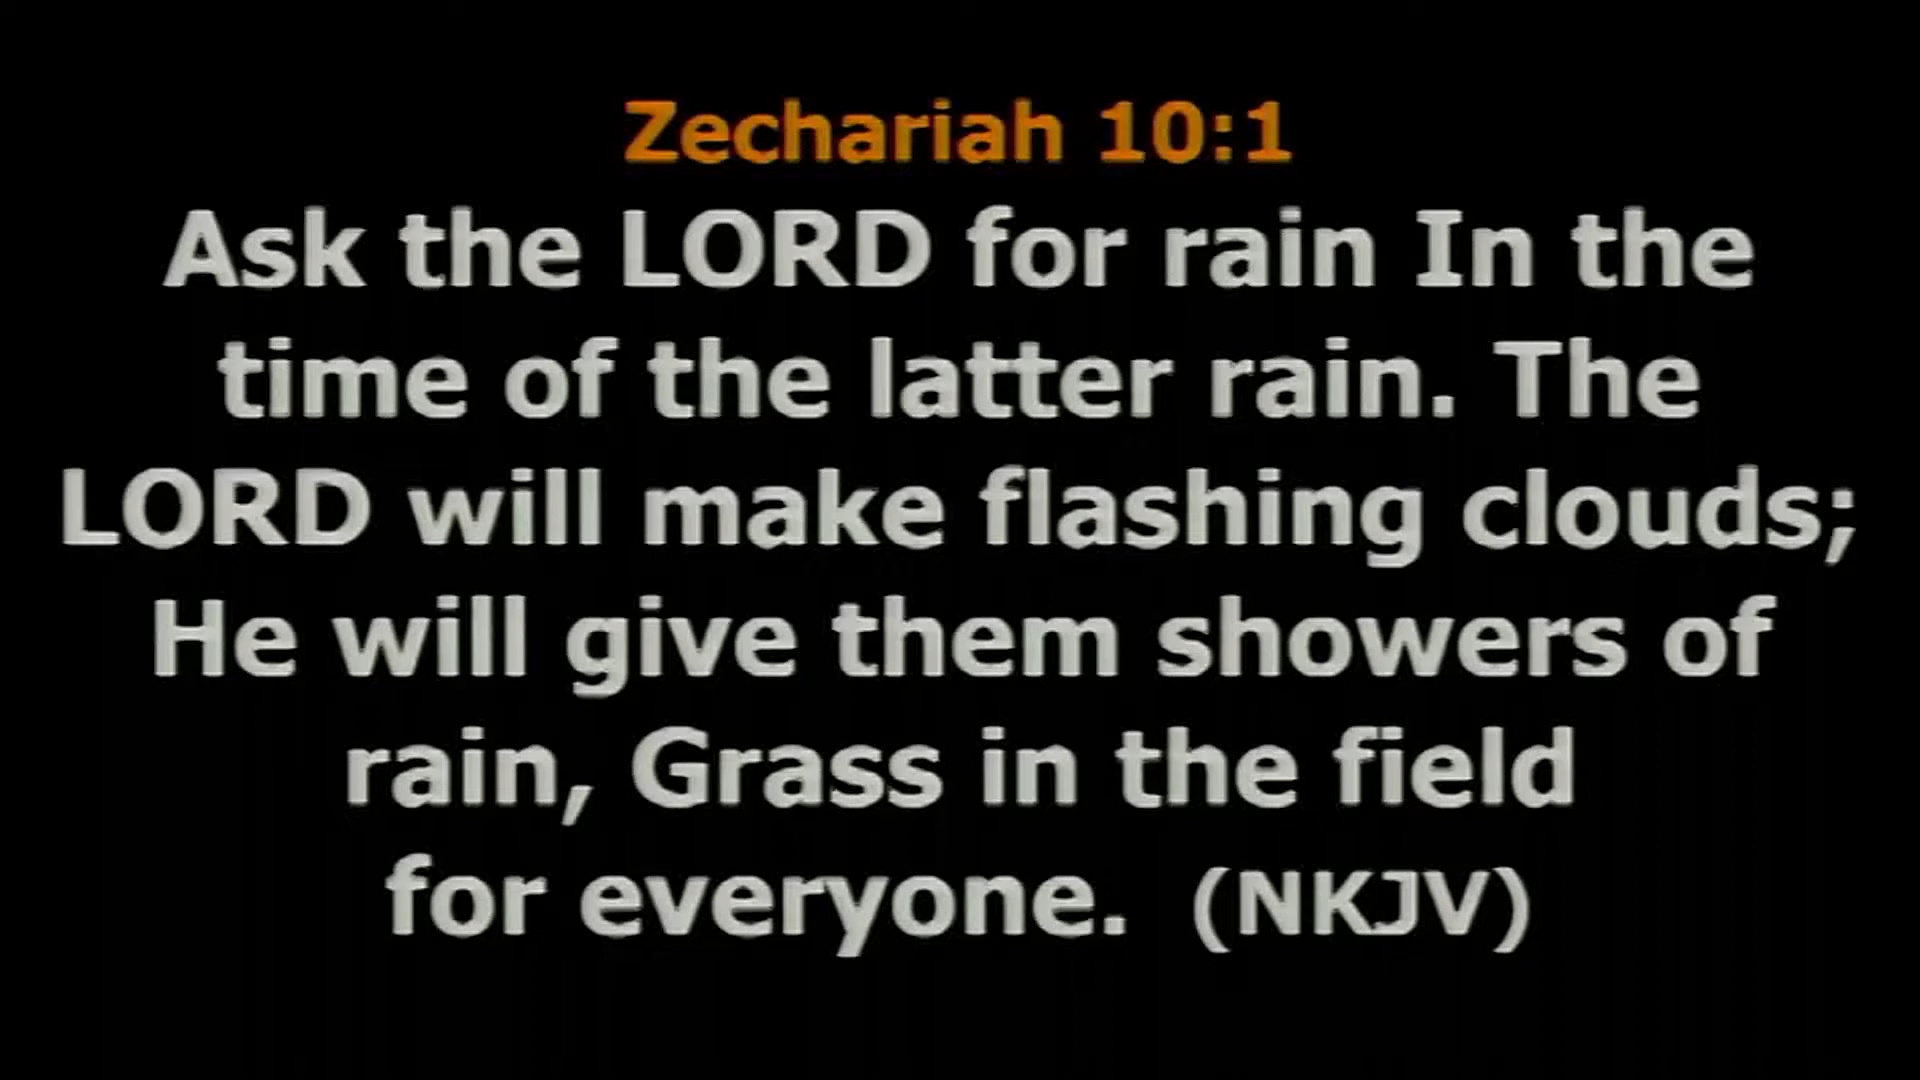 Zechariah 10:1
Ask the LORD for rain In the
time of the latter rain. The
LORD will make flashing clouds;
He will give them showers of
rain, Grass in the field
for everyone. (NKJV)